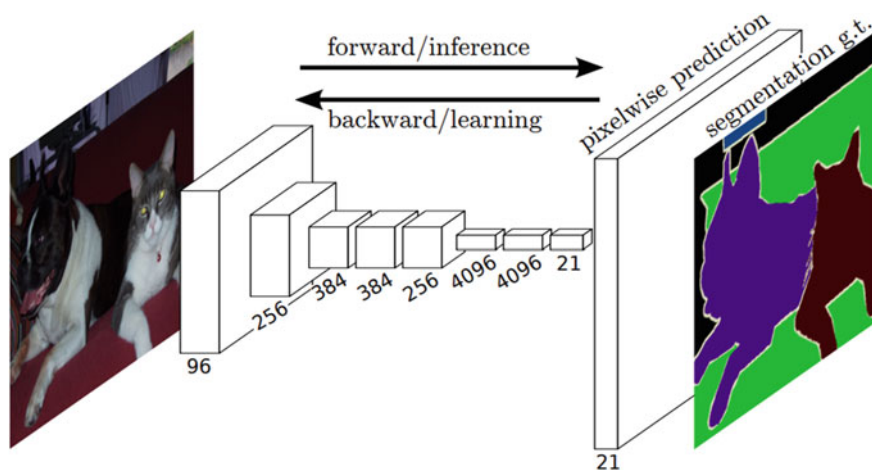 forward/inference
backward/learning
pixelwise prediction
segmentation g.t.
96
256
384
384
256
4096
4096
21
21